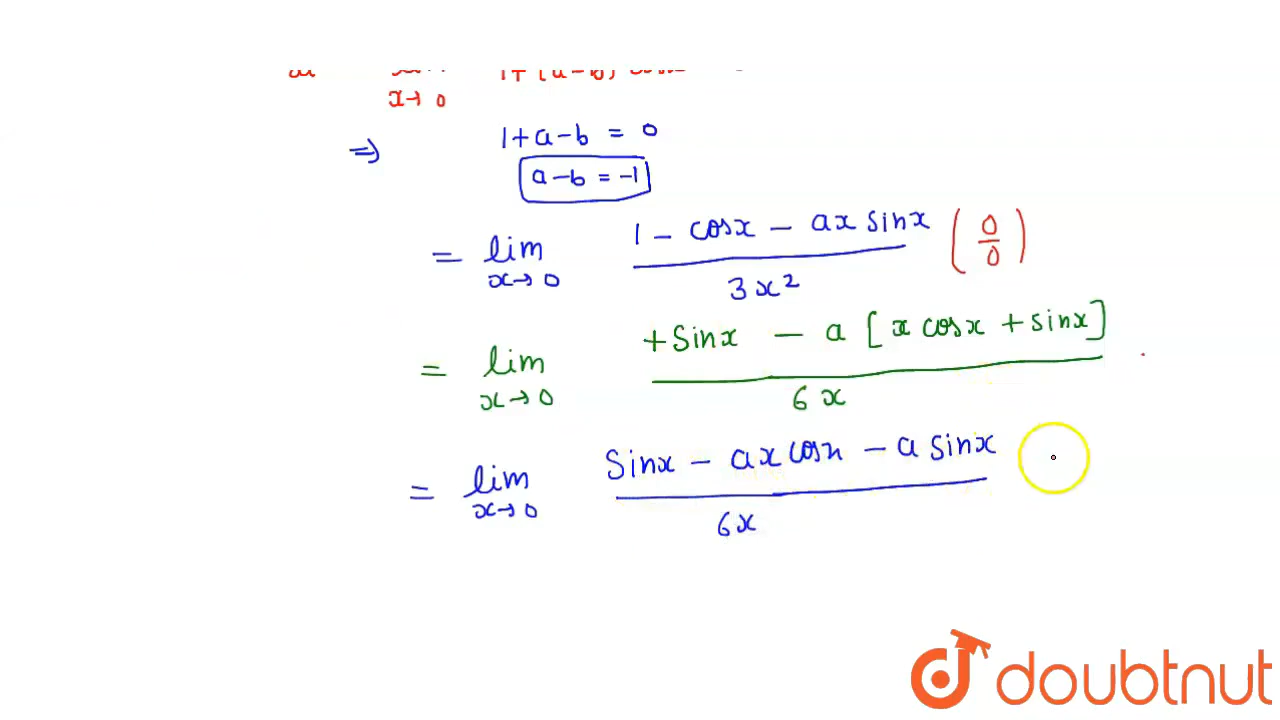 x→0
⇒ 1+a-b = 0
a-b = -1
= lim x→0 (1 - cosx - ax sinx)/(3x²) (0/0)
= lim x→0 (+sinx - a[x cosx + sinx])/(6x)
= lim x→0 (sinx - ax cosx - a sinx)/(6x)
doubtnut